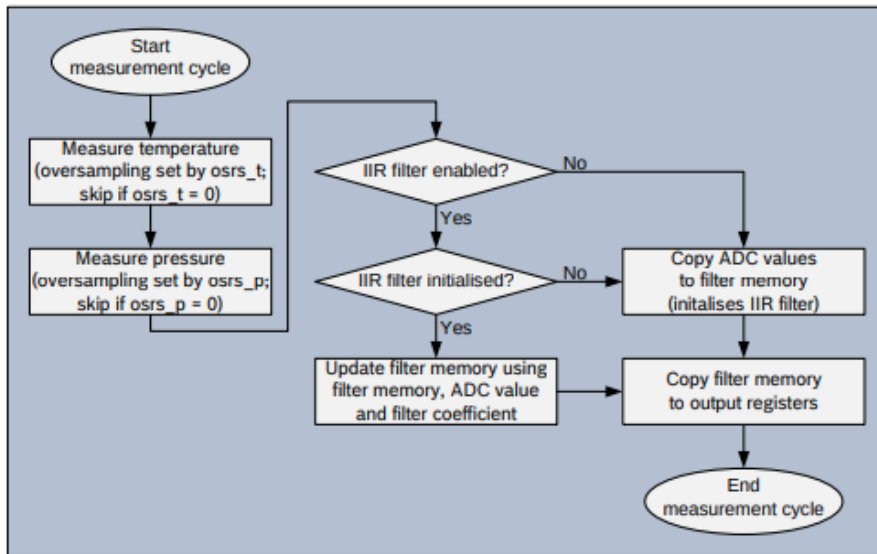 Start
measurement cycle
Measure temperature
(oversampling set by osrs_t;
skip if osrs_t = 0)
Measure pressure
(oversampling set by osrs_p;
skip if osrs_p = 0)
IIR filter enabled?
No
Yes
IIR filter initialised?
No
Yes
Update filter memory using
filter memory, ADC value
and filter coefficient
Copy ADC values
to filter memory
(initalises IIR filter)
Copy filter memory
to output registers
End
measurement cycle